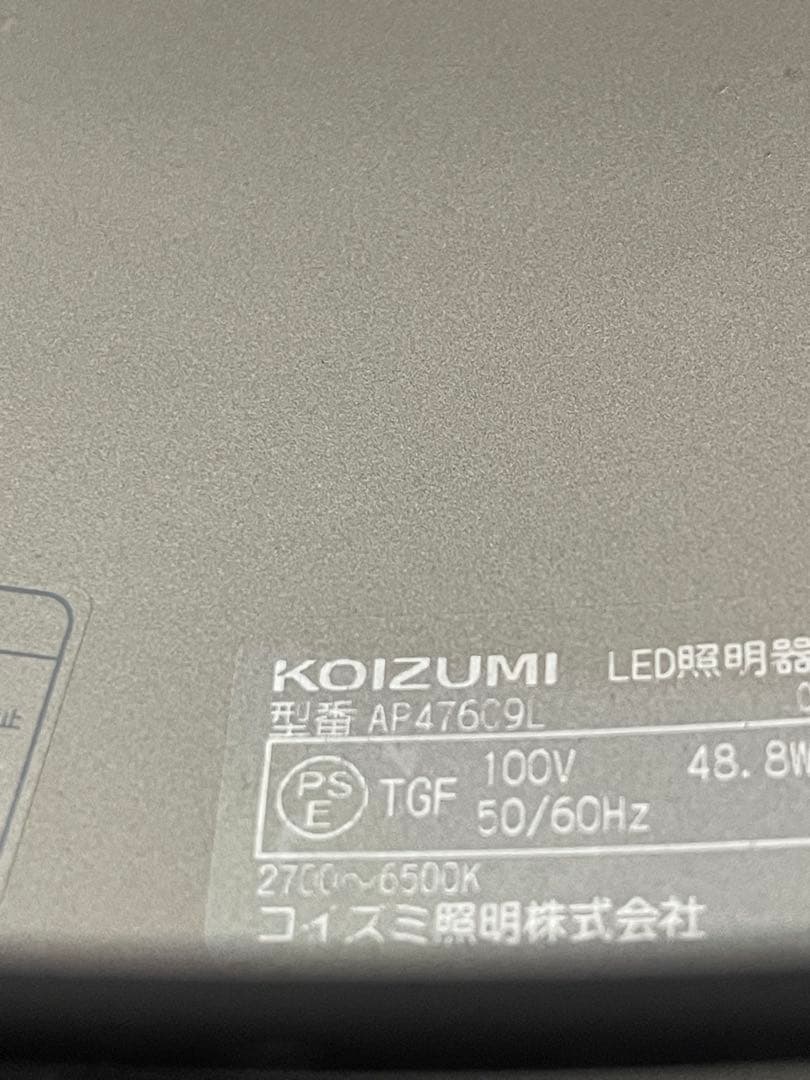 止
KOIZUMI LED照明器
型番 AP47609L
PS
E
TGF
100V 48.8W
50/60Hz
2700～6500K
コイズミ照明株式会社